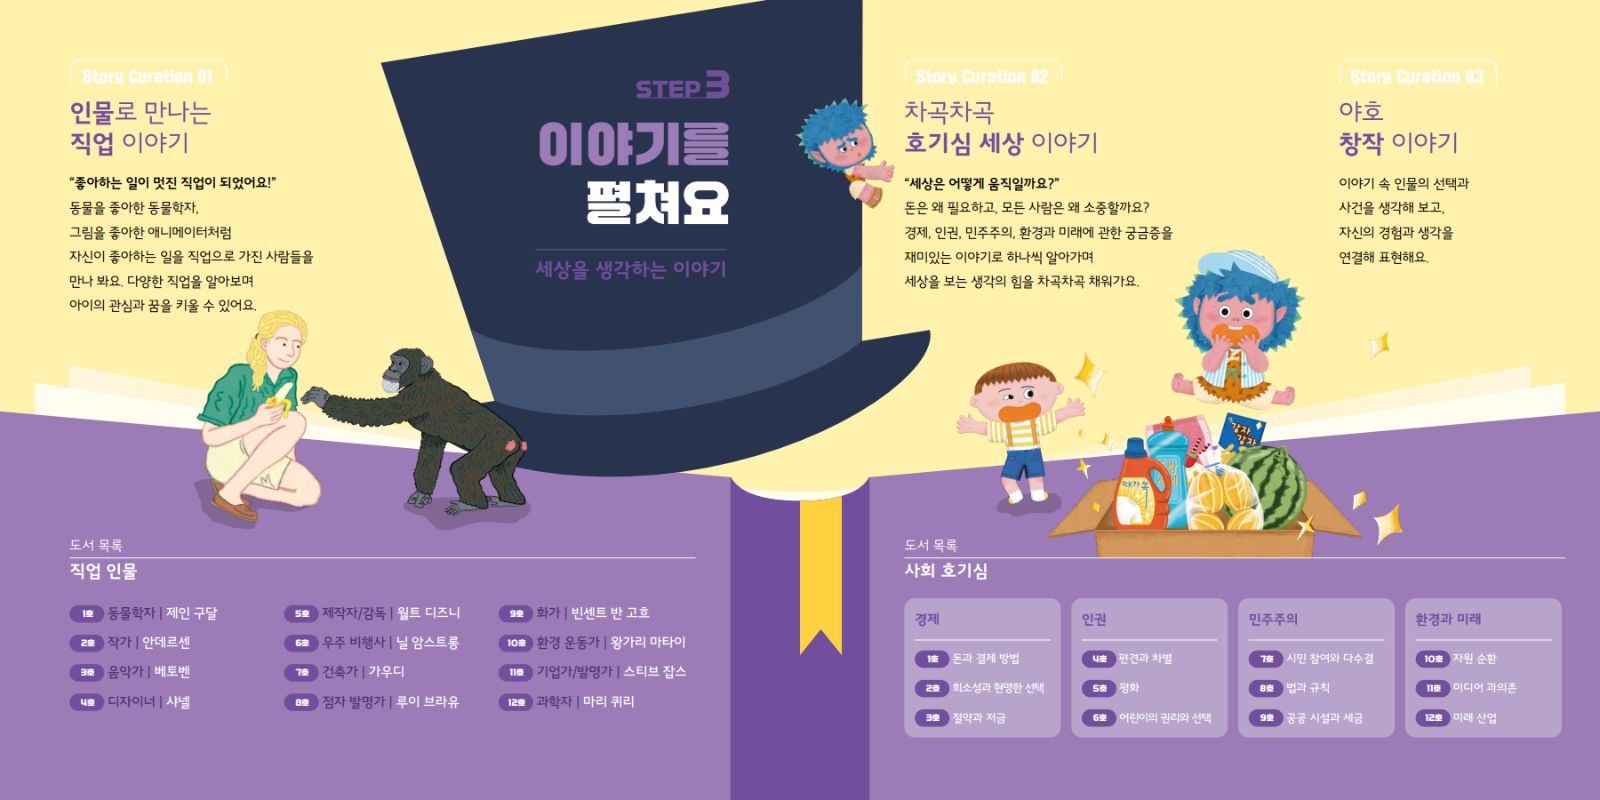 Story Curation 01
인물로 만나는
직업 이야기
“좋아하는 일이 멋진 직업이 되었어요!”
동물을 좋아한 동물학자,
그림을 좋아한 애니메이터처럼
자신이 좋아하는 일을 직업으로 가진 사람들을
만나 봐요. 다양한 직업을 알아보며
아이의 관심과 꿈을 키울 수 있어요.
STEP 3
이야기를
펼쳐요
세상을 생각하는 이야기
Story Curation 02
차곡차곡
호기심 세상 이야기
“세상은 어떻게 움직일까요?”
돈은 왜 필요하고, 모든 사람은 왜 소중할까요?
경제, 인권, 민주주의, 환경과 미래에 관한 궁금증을
재미있는 이야기로 하나씩 알아가며
세상을 보는 생각의 힘을 차곡차곡 채워가요.
Story Curation 03
야호
창작 이야기
이야기 속 인물의 선택과
사건을 생각해 보고,
자신의 경험과 생각을
연결해 표현해요.
감자
감자
때가 쏙
도서 목록
직업 인물
1호 동물학자 | 제인 구달
2호 작가 | 안데르센
3호 음악가 | 베토벤
4호 디자이너 | 샤넬
5호 제작자/감독 | 월트 디즈니
6호 우주 비행사 | 닐 암스트롱
7호 건축가 | 가우디
8호 점자 발명가 | 루이 브라유
9호 화가 | 빈센트 반 고흐
10호 환경 운동가 | 왕가리 마타이
11호 기업가/발명가 | 스티브 잡스
12호 과학자 | 마리 퀴리
도서 목록
사회 호기심
경제
1호 돈과 결제 방법
2호 희소성과 현명한 선택
3호 절약과 저금
인권
4호 편견과 차별
5호 평화
6호 어린이의 권리와 선택
민주주의
7호 시민 참여와 다수결
8호 법과 규칙
9호 공공 시설과 세금
환경과 미래
10호 자원 순환
11호 미디어 과의존
12호 미래 산업